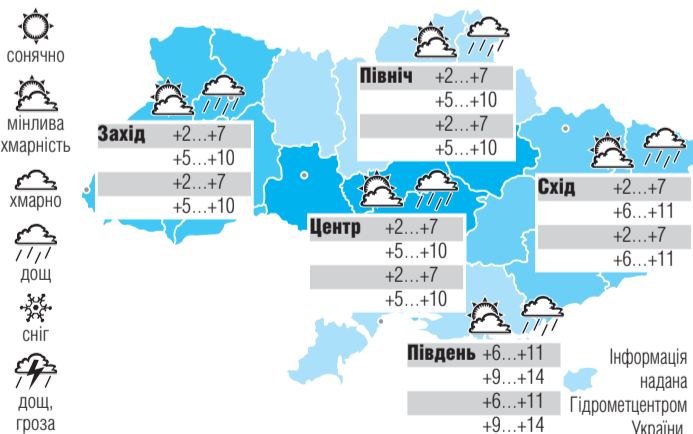 сонячно
мінлива
хмарність
хмарно
дощ
сніг
дощ,
гроза
Північ +2...+7
+5...+10
+2...+7
+5...+10
Захід +2...+7
+5...+10
+2...+7
+5...+10
Схід +2...+7
+6...+11
+2...+7
+6...+11
Центр +2...+7
+5...+10
+2...+7
+5...+10
Південь +6...+11
+9...+14
+6...+11
+9...+14
Інформація
надана
Гідрометцентром
України.